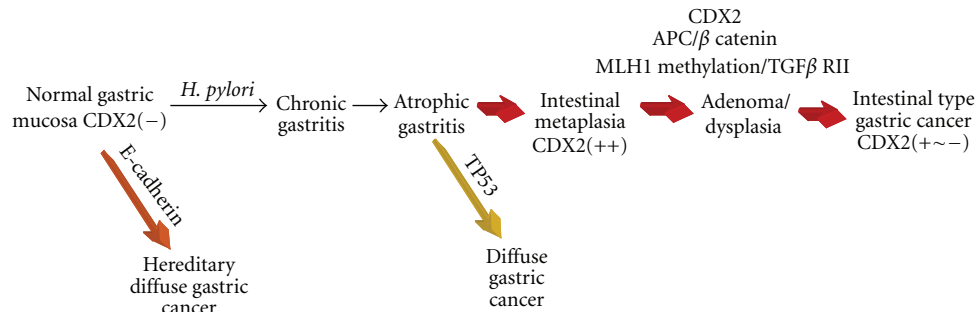 CDX2
APC/β catenin
MLH1 methylation/TGFβ RII
Normal gastric
mucosa CDX2(−)
H. pylori
Chronic
gastritis
Atrophic
gastritis
Intestinal
metaplasia
CDX2(++)
Adenoma/
dysplasia
Intestinal type
gastric cancer
CDX2(+∼−)
E-cadherin
TP53
Hereditary
diffuse gastric
cancer
Diffuse
gastric
cancer